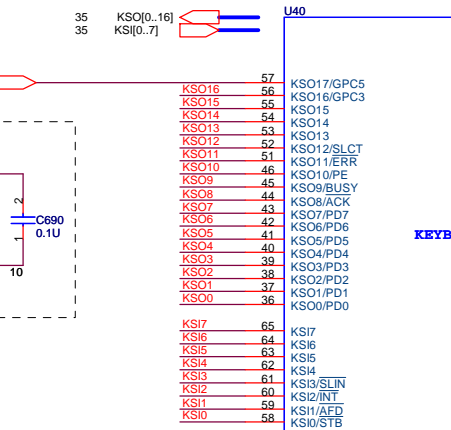 35 KSO[0..16]
35 KSI[0..7]
U40
57 KSO17/GPC5
KSO16 56 KSO16/GPC3
KSO15 55 KSO15
KSO14 54 KSO14
KSO13 53 KSO13
KSO12 52 KSO12/SLCT
KSO11 51 KSO11/ERR
KSO10 46 KSO10/PE
KSO9 45 KSO9/BUSY
KSO8 44 KSO8/ACK
KSO7 43 KSO7/PD7
KSO6 42 KSO6/PD6
KSO5 41 KSO5/PD5
KSO4 40 KSO4/PD4
KSO3 39 KSO3/PD3
KSO2 38 KSO2/PD2
KSO1 37 KSO1/PD1
KSO0 36 KSO0/PD0
KEYB
2
C690
0.1U
1
10
KSI7 65 KSI7
KSI6 64 KSI6
KSI5 63 KSI5
KSI4 62 KSI4
KSI3 61 KSI3/SLIN
KSI2 60 KSI2/INT
KSI1 59 KSI1/AFD
KSI0 58 KSI0/STB